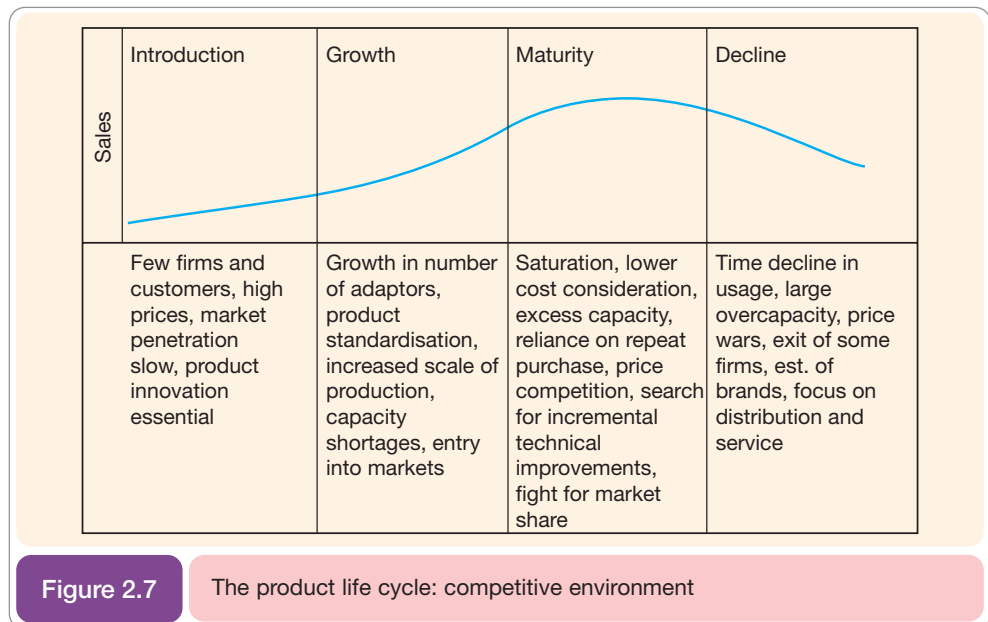 Sales
Introduction
Growth
Maturity
Decline
Few firms and
customers, high
prices, market
penetration
slow, product
innovation
essential
Growth in number
of adaptors,
product
standardisation,
increased scale of
production,
capacity
shortages, entry
into markets
Saturation, lower
cost consideration,
excess capacity,
reliance on repeat
purchase, price
competition, search
for incremental
technical
improvements,
fight for market
share
Time decline in
usage, large
overcapacity, price
wars, exit of some
firms, est. of
brands, focus on
distribution and
service
Figure 2.7
The product life cycle: competitive environment